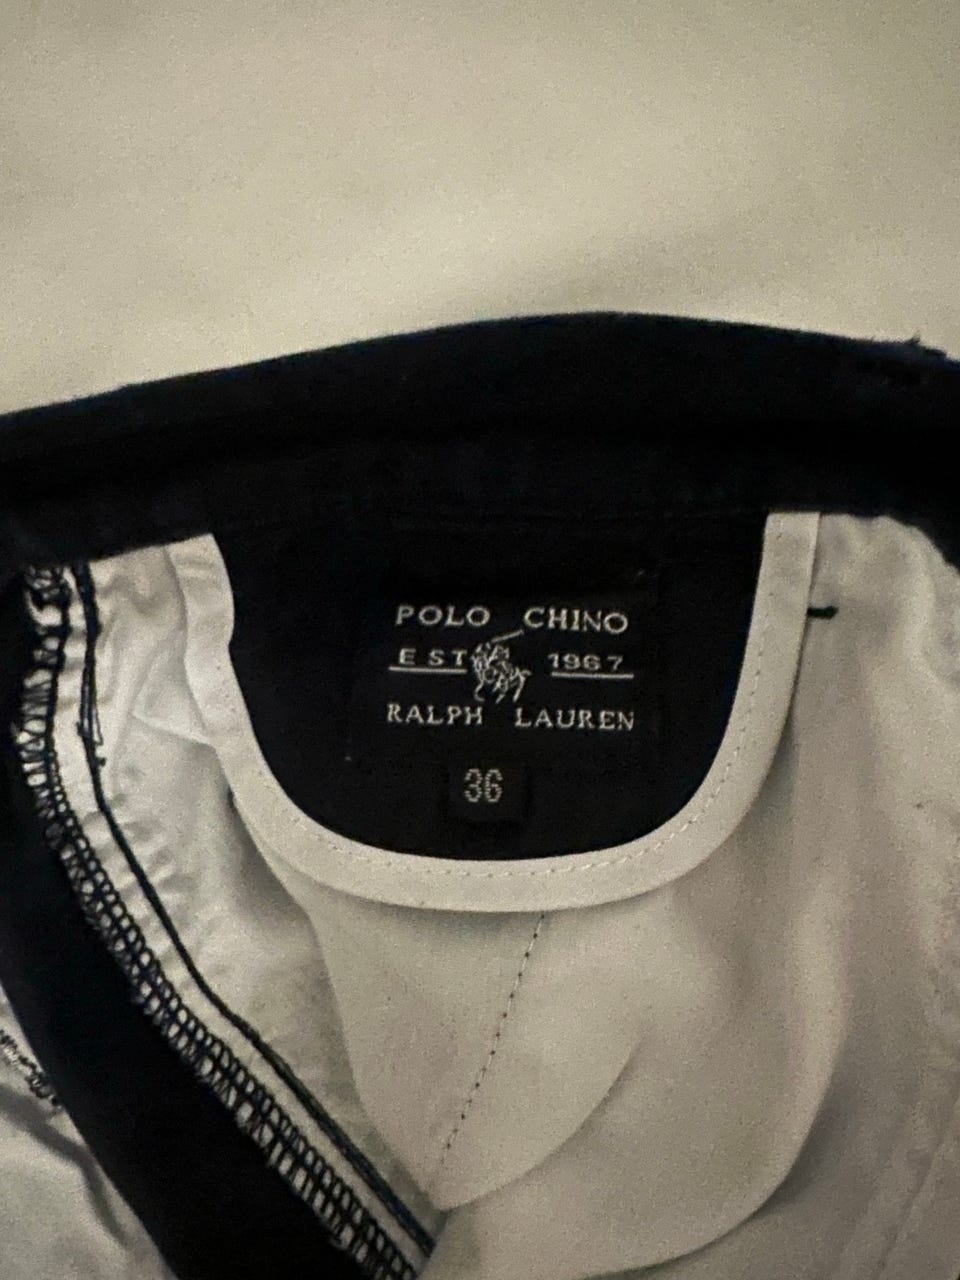 POLO CHINO
EST 1967
RALPH LAUREN
36